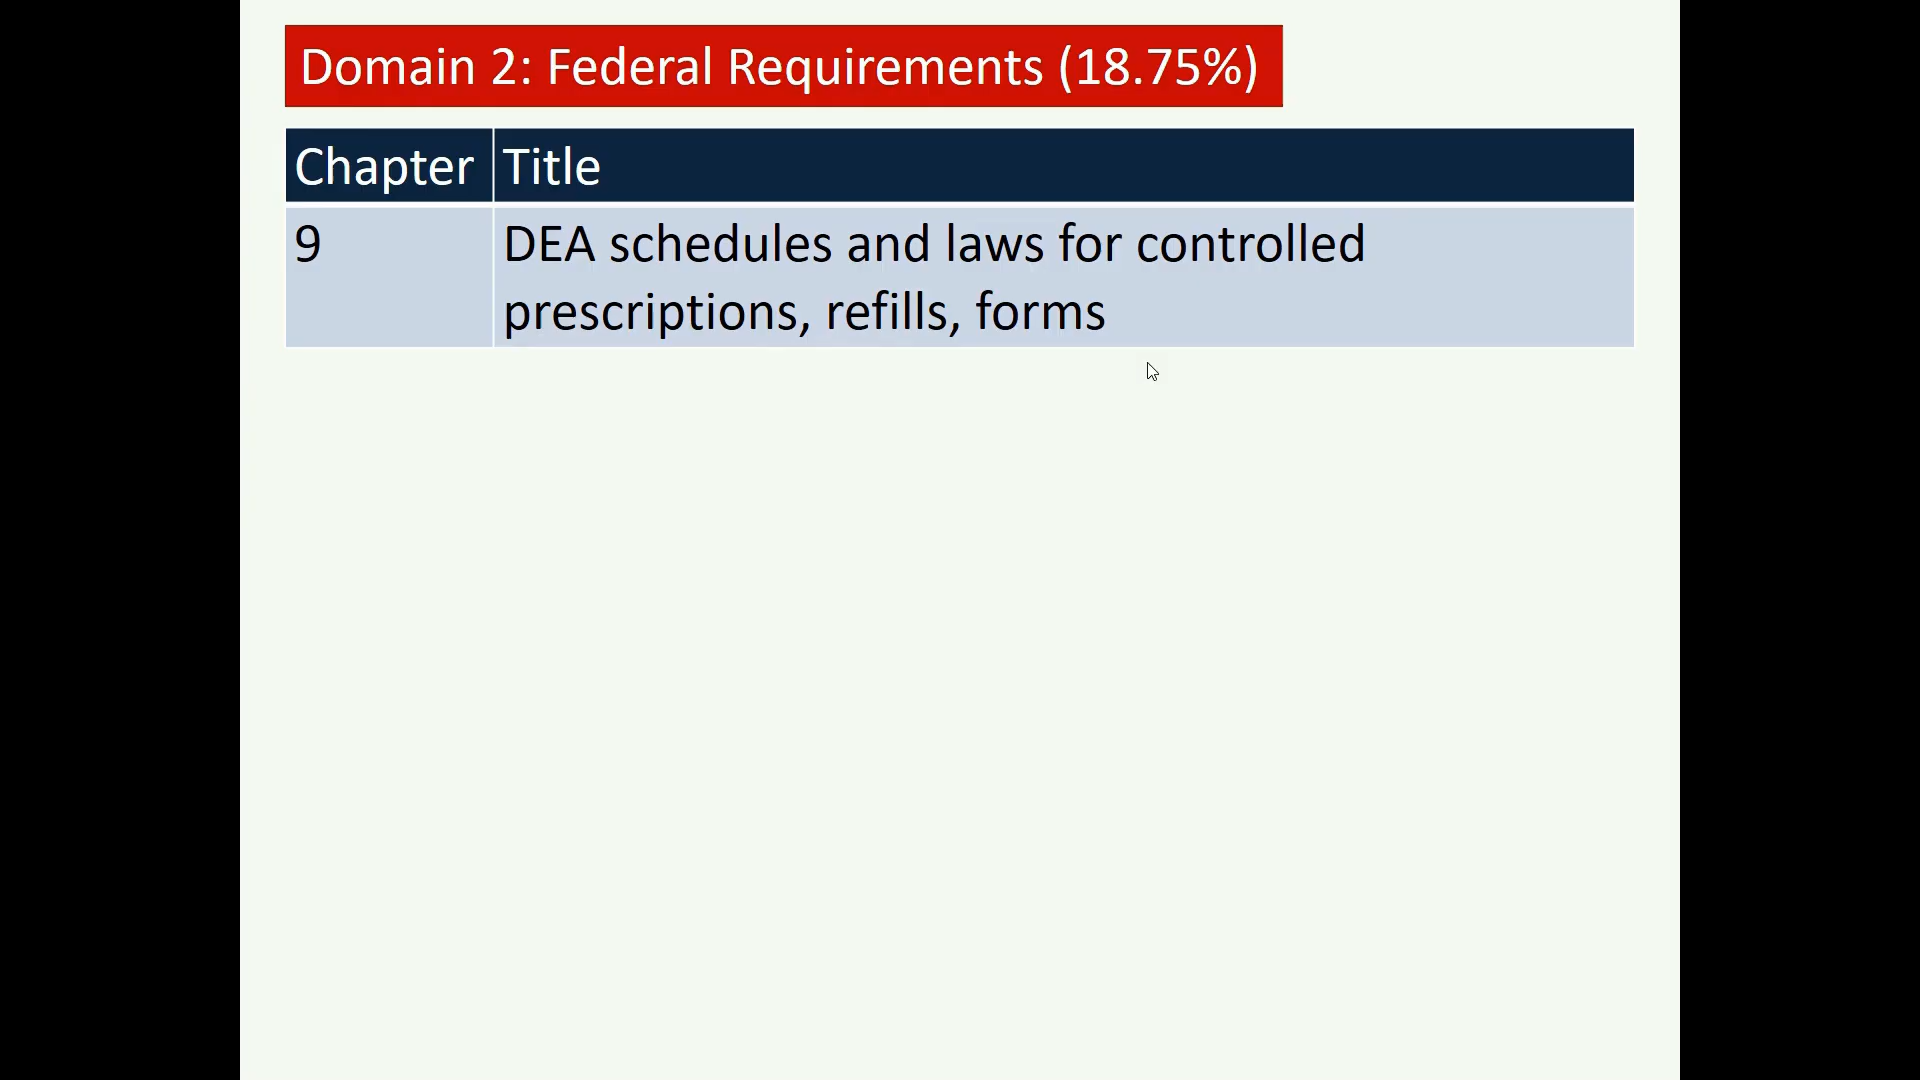 Domain 2: Federal Requirements (18.75%)
Chapter Title
9 DEA schedules and laws for controlled
prescriptions, refills, forms